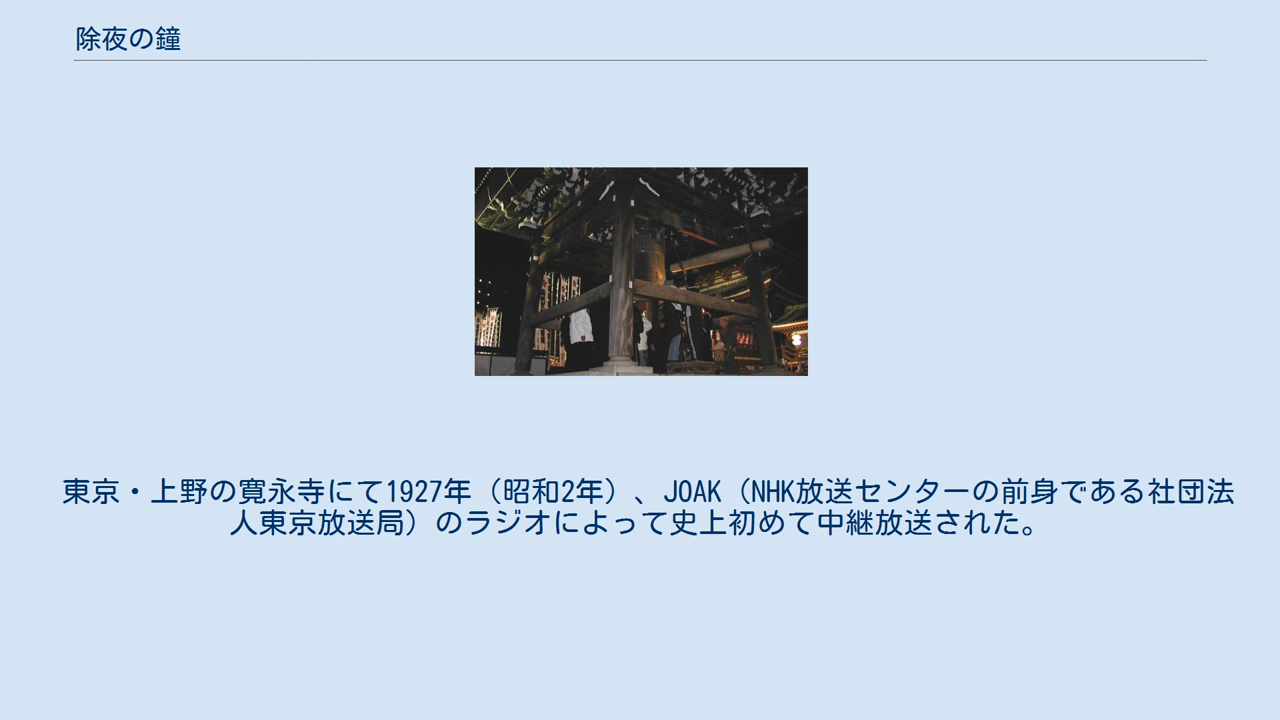 除夜の鐘
東京・上野の寛永寺にて1927年（昭和2年）、JOAK（NHK放送センターの前身である社団法
人東京放送局）のラジオによって史上初めて中継放送された。